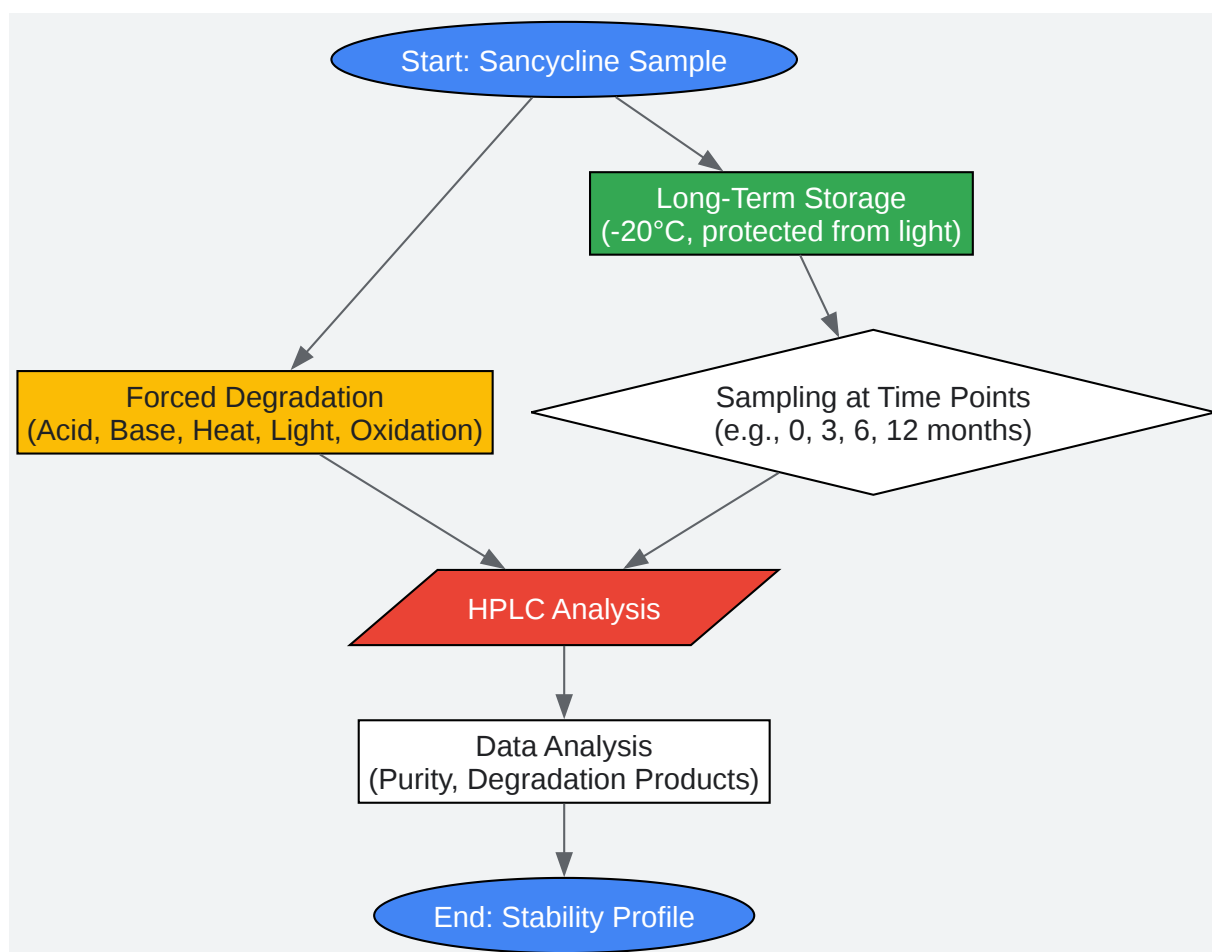 Start: Sancycline Sample
Long-Term Storage
(-20°C, protected from light)
Forced Degradation
(Acid, Base, Heat, Light, Oxidation)
Sampling at Time Points
(e.g., 0, 3, 6, 12 months)
HPLC Analysis
Data Analysis
(Purity, Degradation Products)
End: Stability Profile